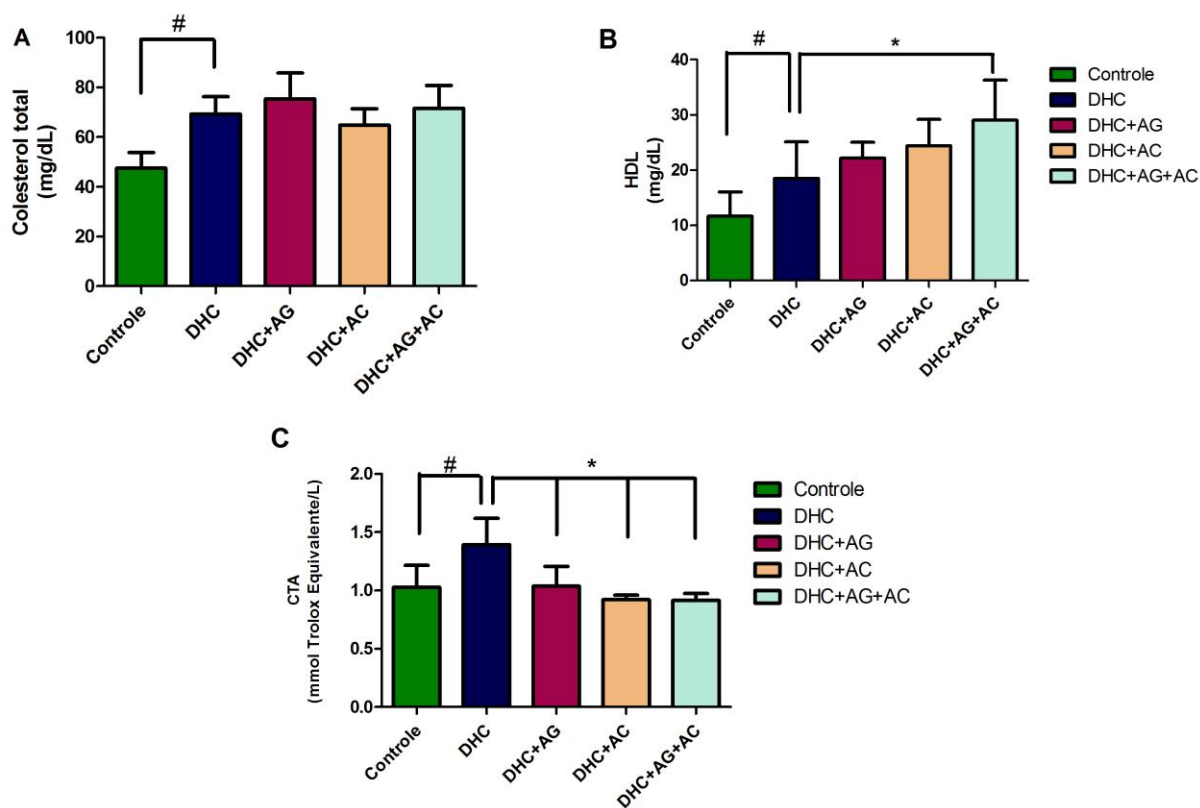 A
#
Colesterol total
(mg/dL)
100
80
60
40
20
0
Controle
DHC
DHC+AG
DHC+AC
DHC+AG+AC
B
#
*
HDL
(mg/dL)
40
30
20
10
0
Controle
DHC
DHC+AG
DHC+AC
DHC+AG+AC
Controle
DHC
DHC+AG
DHC+AC
DHC+AG+AC
C
#
*
CTA
(mmol Trolox Equivalente/L)
2.0
1.5
1.0
0.5
0.0
Controle
DHC
DHC+AG
DHC+AC
DHC+AG+AC
Controle
DHC
DHC+AG
DHC+AC
DHC+AG+AC